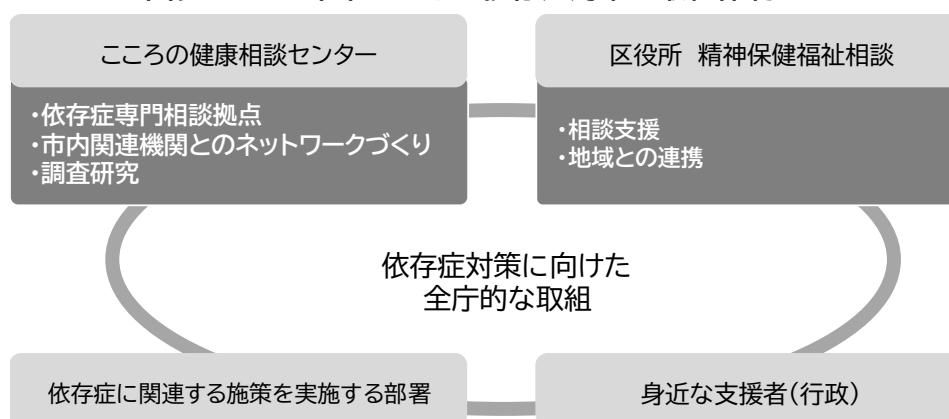 こころの健康相談センター
・依存症専門相談拠点
・市内関連機関とのネットワークづくり
・調査研究
区役所 精神保健福祉相談
・相談支援
・地域との連携
依存症対策に向けた
全庁的な取組
依存症に関連する施策を実施する部署
身近な支援者(行政)